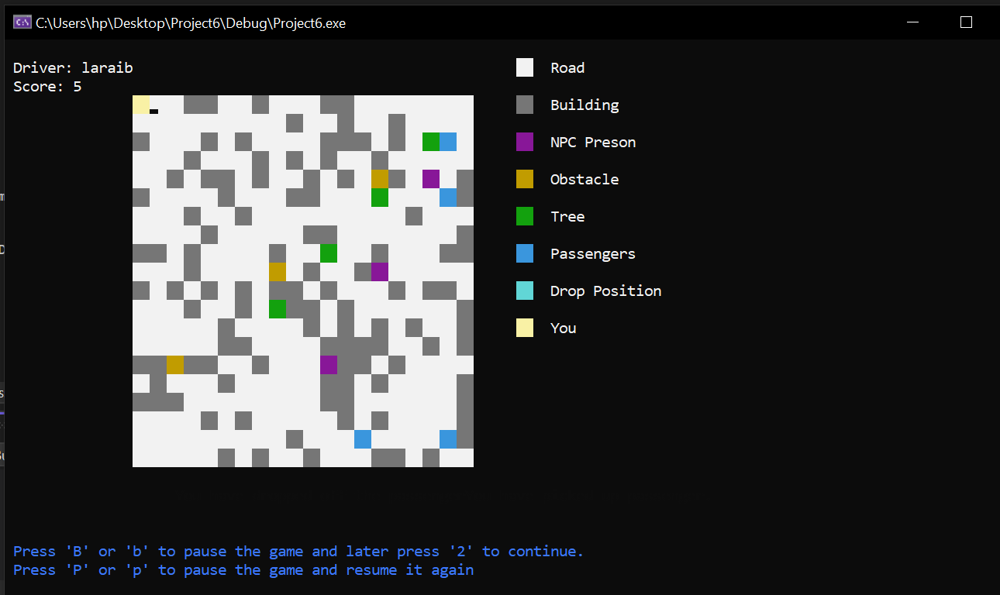 C:\Users\hp\Desktop\Project6\Debug\Project6.exe
Driver: laraib
Score: 5
Road
Building
NPC Preson
Obstacle
Tree
Passengers
Drop Position
You
Press 'B' or 'b' to pause the game and later press '2' to continue.
Press 'P' or 'p' to pause the game and resume it again